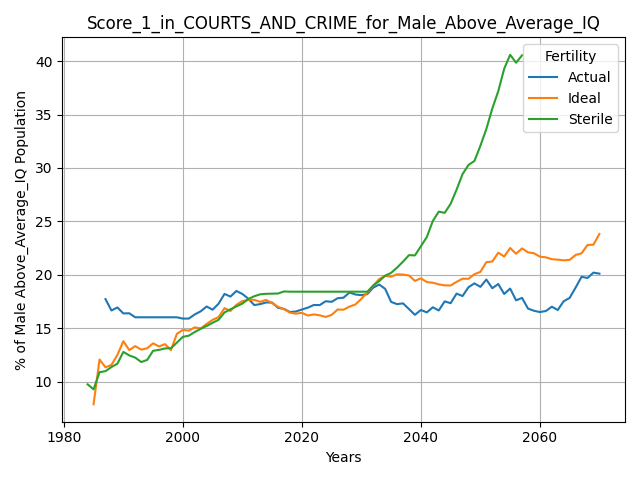 Score_1_in_COURTS_AND_CRIME_for_Male_Above_Average_IQ
% of Male Above_Average_IQ Population
40
35
30
25
20
15
10
1980
2000
2020
2040
2060
Years
Fertility
Actual
Ideal
Sterile